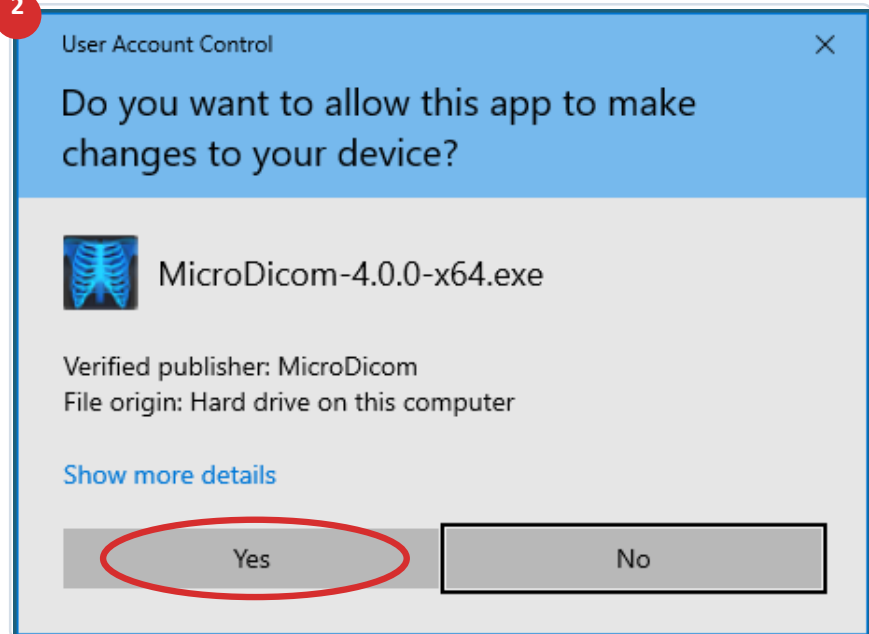 2
User Account Control
Do you want to allow this app to make
changes to your device?
MicroDicom-4.0.0-x64.exe
Verified publisher: MicroDicom
File origin: Hard drive on this computer
Show more details
Yes
No